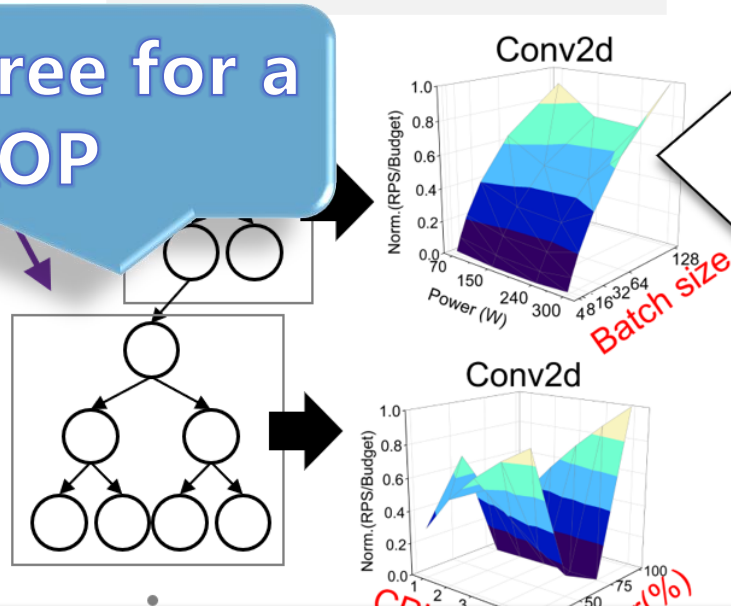 ree for a
OP
Conv2d
Norm.(RPS/Budget)
1.0
0.8
0.6
0.4
0.2
0.0
70
150
240
300
Power (W)
4 8 16 32 64 128
Batch size
Conv2d
Norm.(RPS/Budget)
1.0
0.8
0.6
0.4
0.2
0.0
1
2
3
50
75
100
(%)